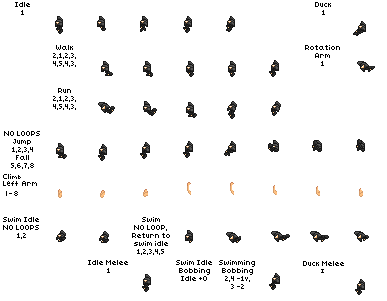 Idle
1
Duck
1
Walk
2,1,2,3,
4,5,4,3,
Rotation
Arm
1
Run
2,1,2,3,
4,5,4,3,
NO LOOPS
Jump
1,2,3,4
Fall
5,6,7,8
Climb
Left Arm
1-8
Swim Idle
NO LOOPS
1,2
Swim
NO LOOP,
Return to
swim idle
1,2,3,4,5
Idle Melee
1
Swim Idle
Bobbing
Idle +0
Swimming
Bobbing
2,4 -1v,
3 -2
Duck Melee
1